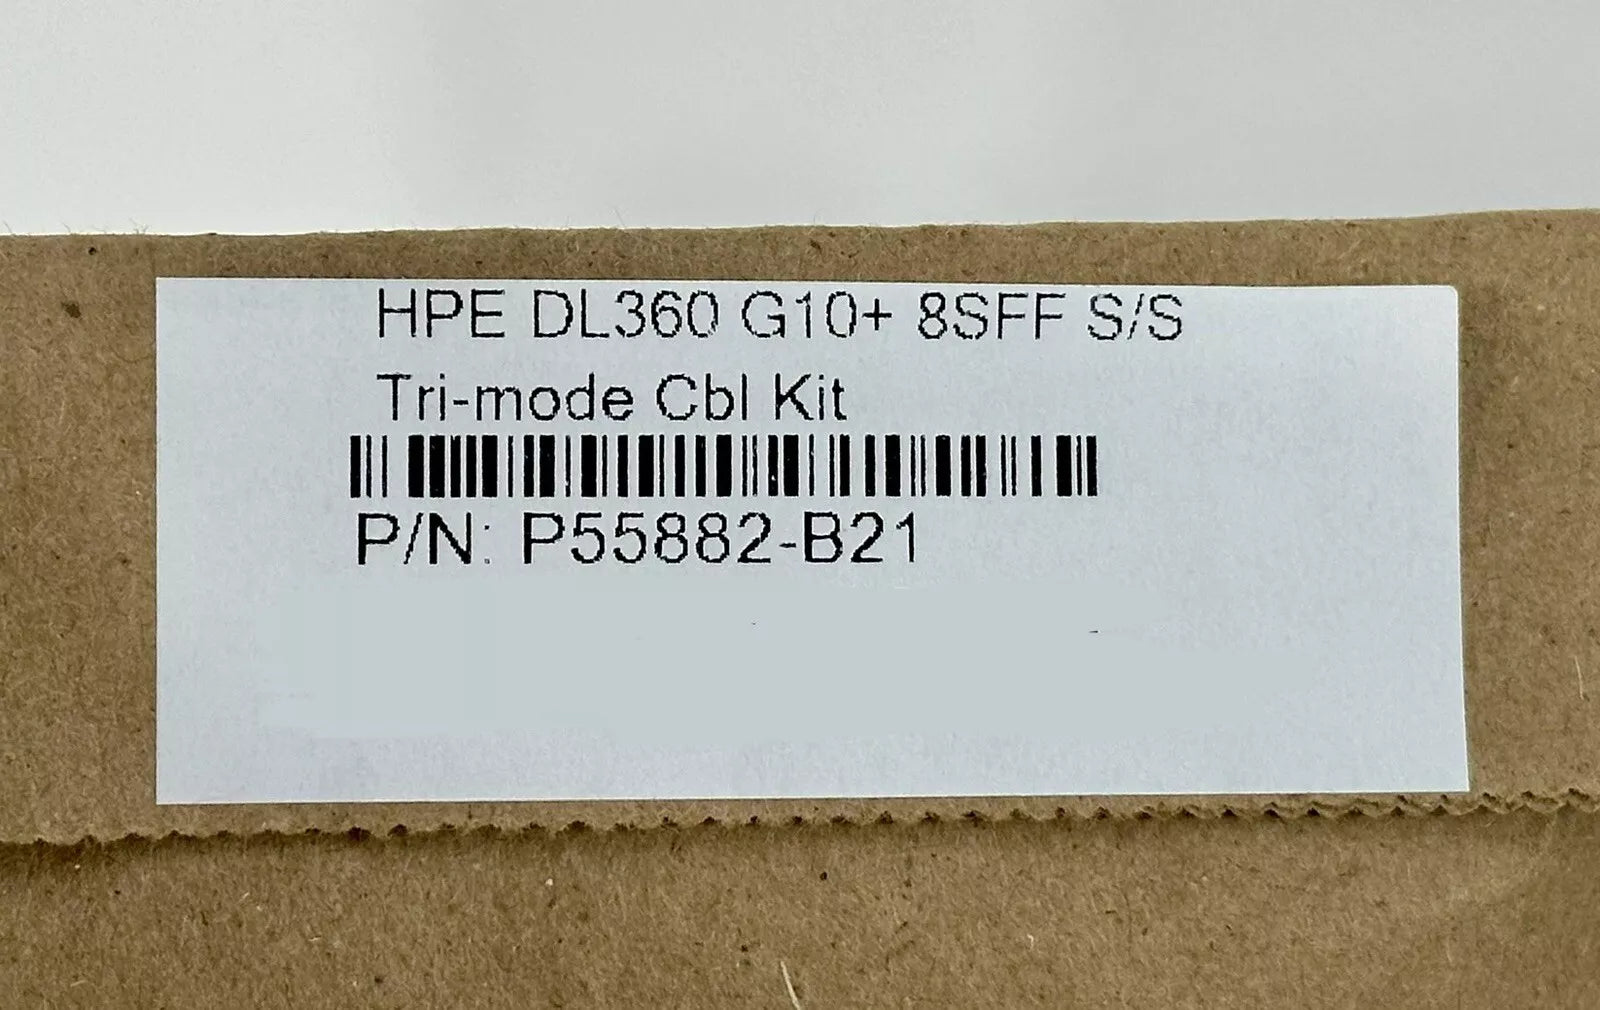 HPE DL360 G10+ 8SFF S/S
Tri-mode Cbl Kit
P/N: P55882-B21